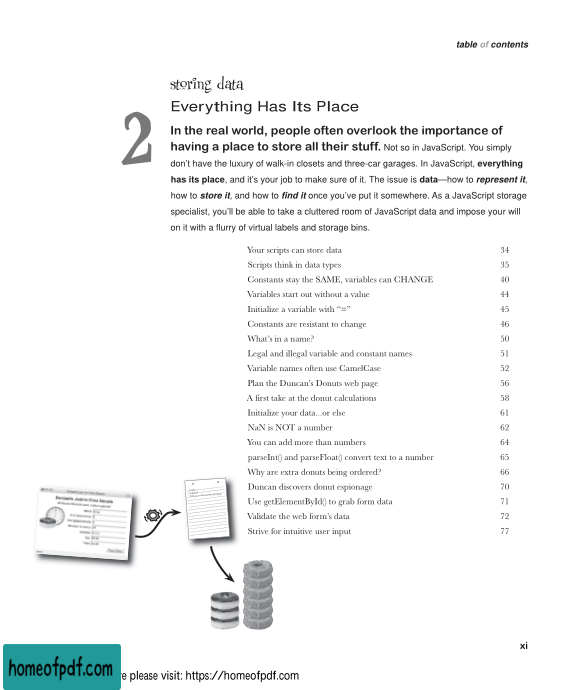 table of contents
storing data
2
Everything Has Its Place
In the real world, people often overlook the importance of
having a place to store all their stuff. Not so in JavaScript. You simply
don't have the luxury of walk-in closets and three-car garages. In JavaScript, everything
has its place, and it's your job to make sure of it. The issue is data—how to represent it,
how to store it, and how to find it once you've put it somewhere. As a JavaScript storage
specialist, you'll be able to take a cluttered room of JavaScript data and impose your will
on it with a flurry of virtual labels and storage bins.
Your scripts can store data 34
Scripts think in data types 35
Constants stay the SAME, variables can CHANGE 40
Variables start out without a value 44
Initialize a variable with “=” 45
Constants are resistant to change 46
What's in a name? 50
Legal and illegal variable and constant names 51
Variable names often use CamelCase 52
Plan the Duncan's Donuts web page 56
A first take at the donut calculations 58
Initialize your data...or else 61
NaN is NOT a number 62
You can add more than numbers 64
parseInt() and parseFloat() convert text to a number 65
Why are extra donuts being ordered? 66
Duncan discovers donut espionage 70
Use getElementById() to grab form data 71
Validate the web form's data 72
Strive for intuitive user input 77
xi
homeofpdf.com
please visit: https://homeofpdf.com